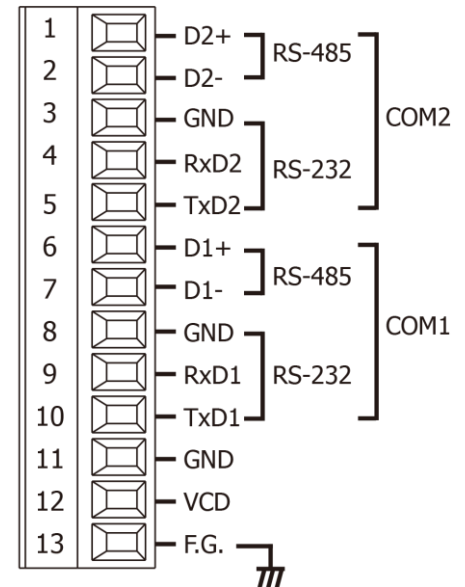 1 D2+
2 D2-
RS-485
3 GND
4 RxD2
5 TxD2
RS-232
COM2
6 D1+
7 D1-
RS-485
8 GND
9 RxD1
10 TxD1
RS-232
COM1
11 GND
12 VCD
13 F.G.